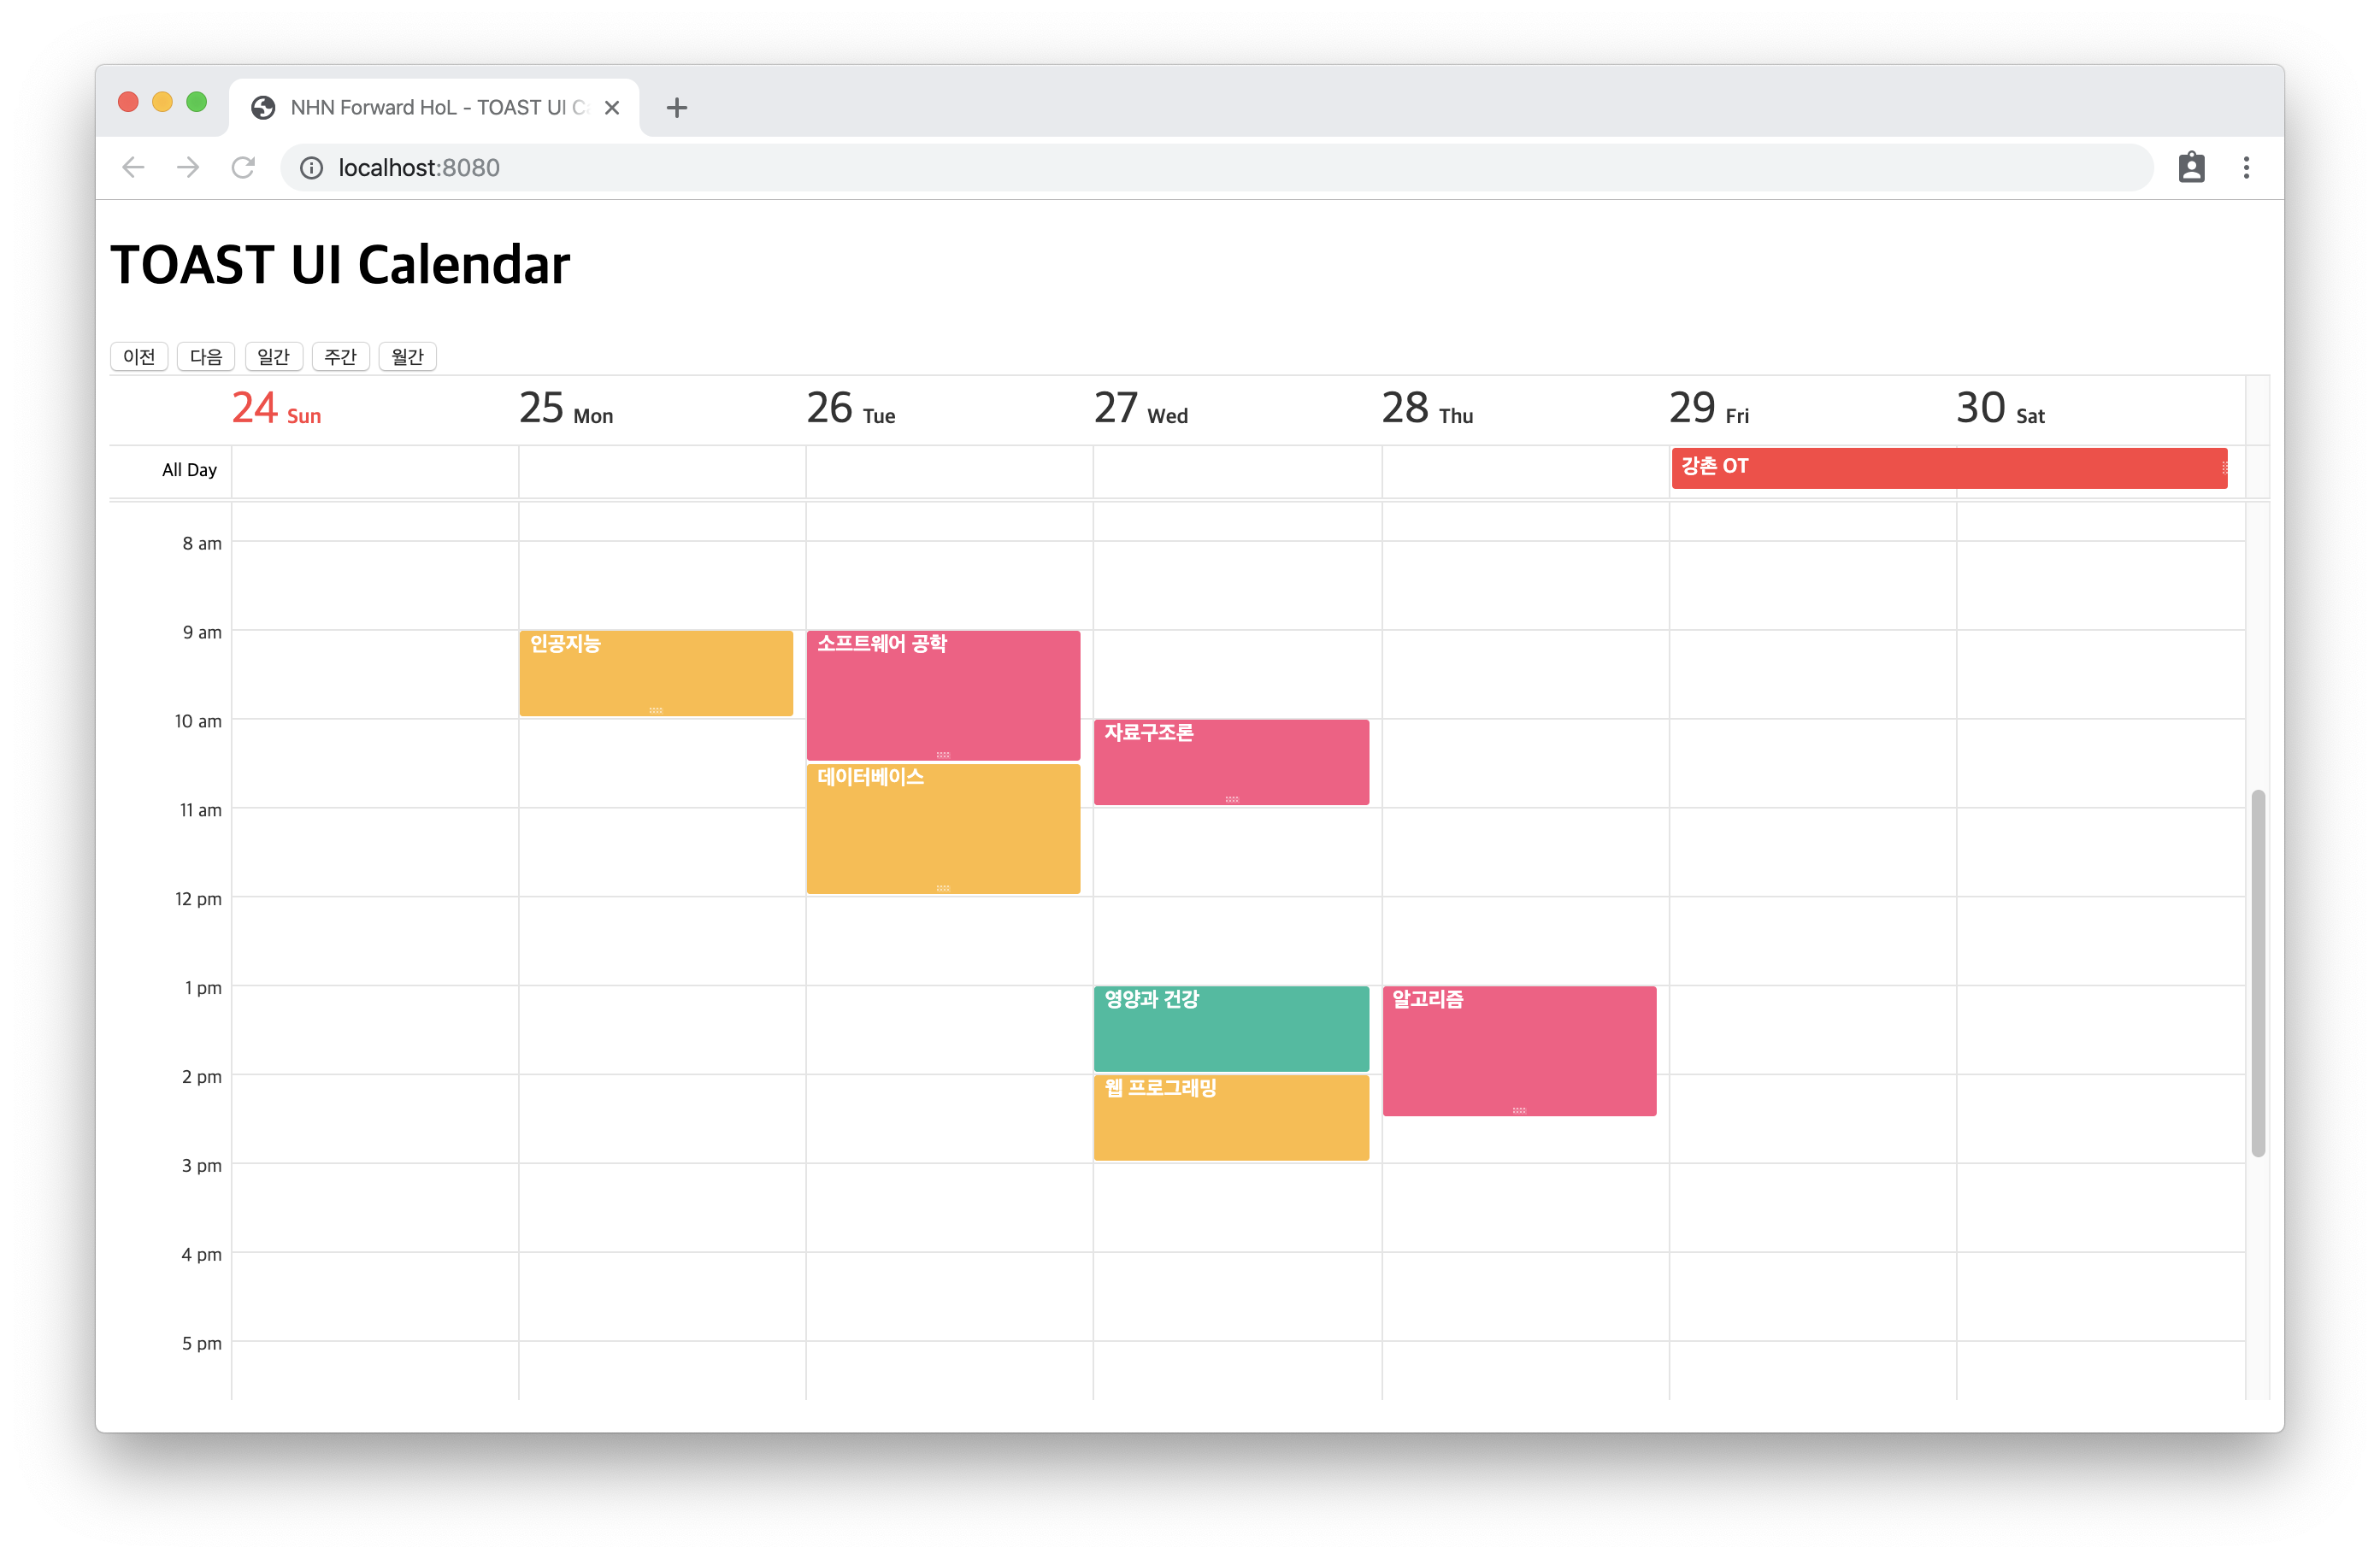 NHN Forward HoL - TOAST UI C
localhost:8080
TOAST UI Calendar
이전 다음 일간 주간 월간
24 Sun 25 Mon 26 Tue 27 Wed 28 Thu 29 Fri 30 Sat
All Day 강촌 OT
8 am
9 am 인공지능 소프트웨어 공학
10 am 자료구조론
데이터베이스
11 am
12 pm
1 pm 영양과 건강 알고리즘
2 pm 웹 프로그래밍
3 pm
4 pm
5 pm